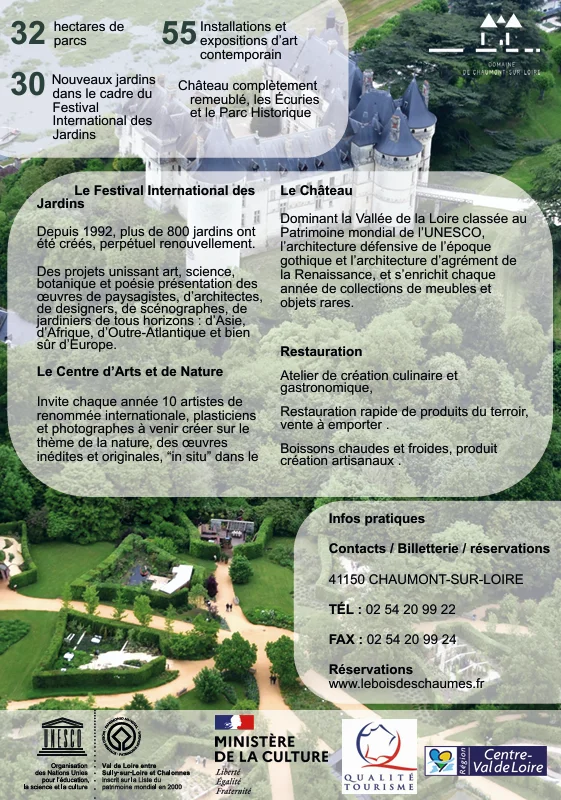 32 hectares de
parcs
55 Installations et
expositions d'art
contemporain
30 Nouveaux jardins
dans le cadre du
Festival
International des
Jardins
Château complètement
remeublé, les Écuries
et le Parc Historique
DOMAINE
DE CHAUMONT-SUR-LOIRE
Le Festival International des
Jardins
Depuis 1992, plus de 800 jardins ont
été créés, perpétuel renouvellement.
Des projets unissant art, science,
botanique et poésie présentation des
œuvres de paysagistes, d'architectes,
de designers, de scénographes, de
jardiniers de tous horizons : d'Asie,
d'Afrique, d'Outre-Atlantique et bien
sûr d'Europe.
Le Centre d'Arts et de Nature
Invite chaque année 10 artistes de
renommée internationale, plasticiens
et photographes à venir créer sur le
thème de la nature, des œuvres
inédites et originales, “in situ” dans le
Le Château
Dominant la Vallée de la Loire classée au
Patrimoine mondial de l'UNESCO,
l'architecture défensive de l'époque
gothique et l'architecture d'agrément de
la Renaissance, et s'enrichit chaque
année de collections de meubles et
objets rares.
Restauration
Atelier de création culinaire et
gastronomique,
Restauration rapide de produits du terroir,
vente à emporter .
Boissons chaudes et froides, produit
création artisanaux .
Infos pratiques
Contacts / Billetterie / réservations
41150 CHAUMONT-SUR-LOIRE
TÉL : 02 54 20 99 22
FAX : 02 54 20 99 24
Réservations
www.leboisdeschaumes.fr
UNESCO
Organisation
des Nations Unies
pour l'éducation,
la science et la culture
Val de Loire entre
Sully-sur-Loire et Chalonnes
inscrit sur la Liste du
patrimoine mondial en 2000
MINISTÈRE
DE LA CULTURE
Liberté
Égalité
Fraternité
QUALITÉ
TOURISME
Région
Centre-
Val de Loire